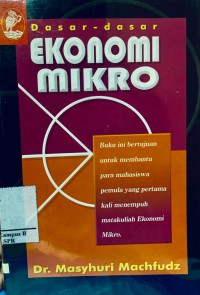 Dasar-dasar
EKONOMI
MIKRO
Buku ini bertujuan
untuk membantu
para mahasiswa
pemula yang pertama
kali menempuh
matakuliah Ekonomi
Mikro.
Kampus B
SPR
Dr. Masyhuri Machfudz